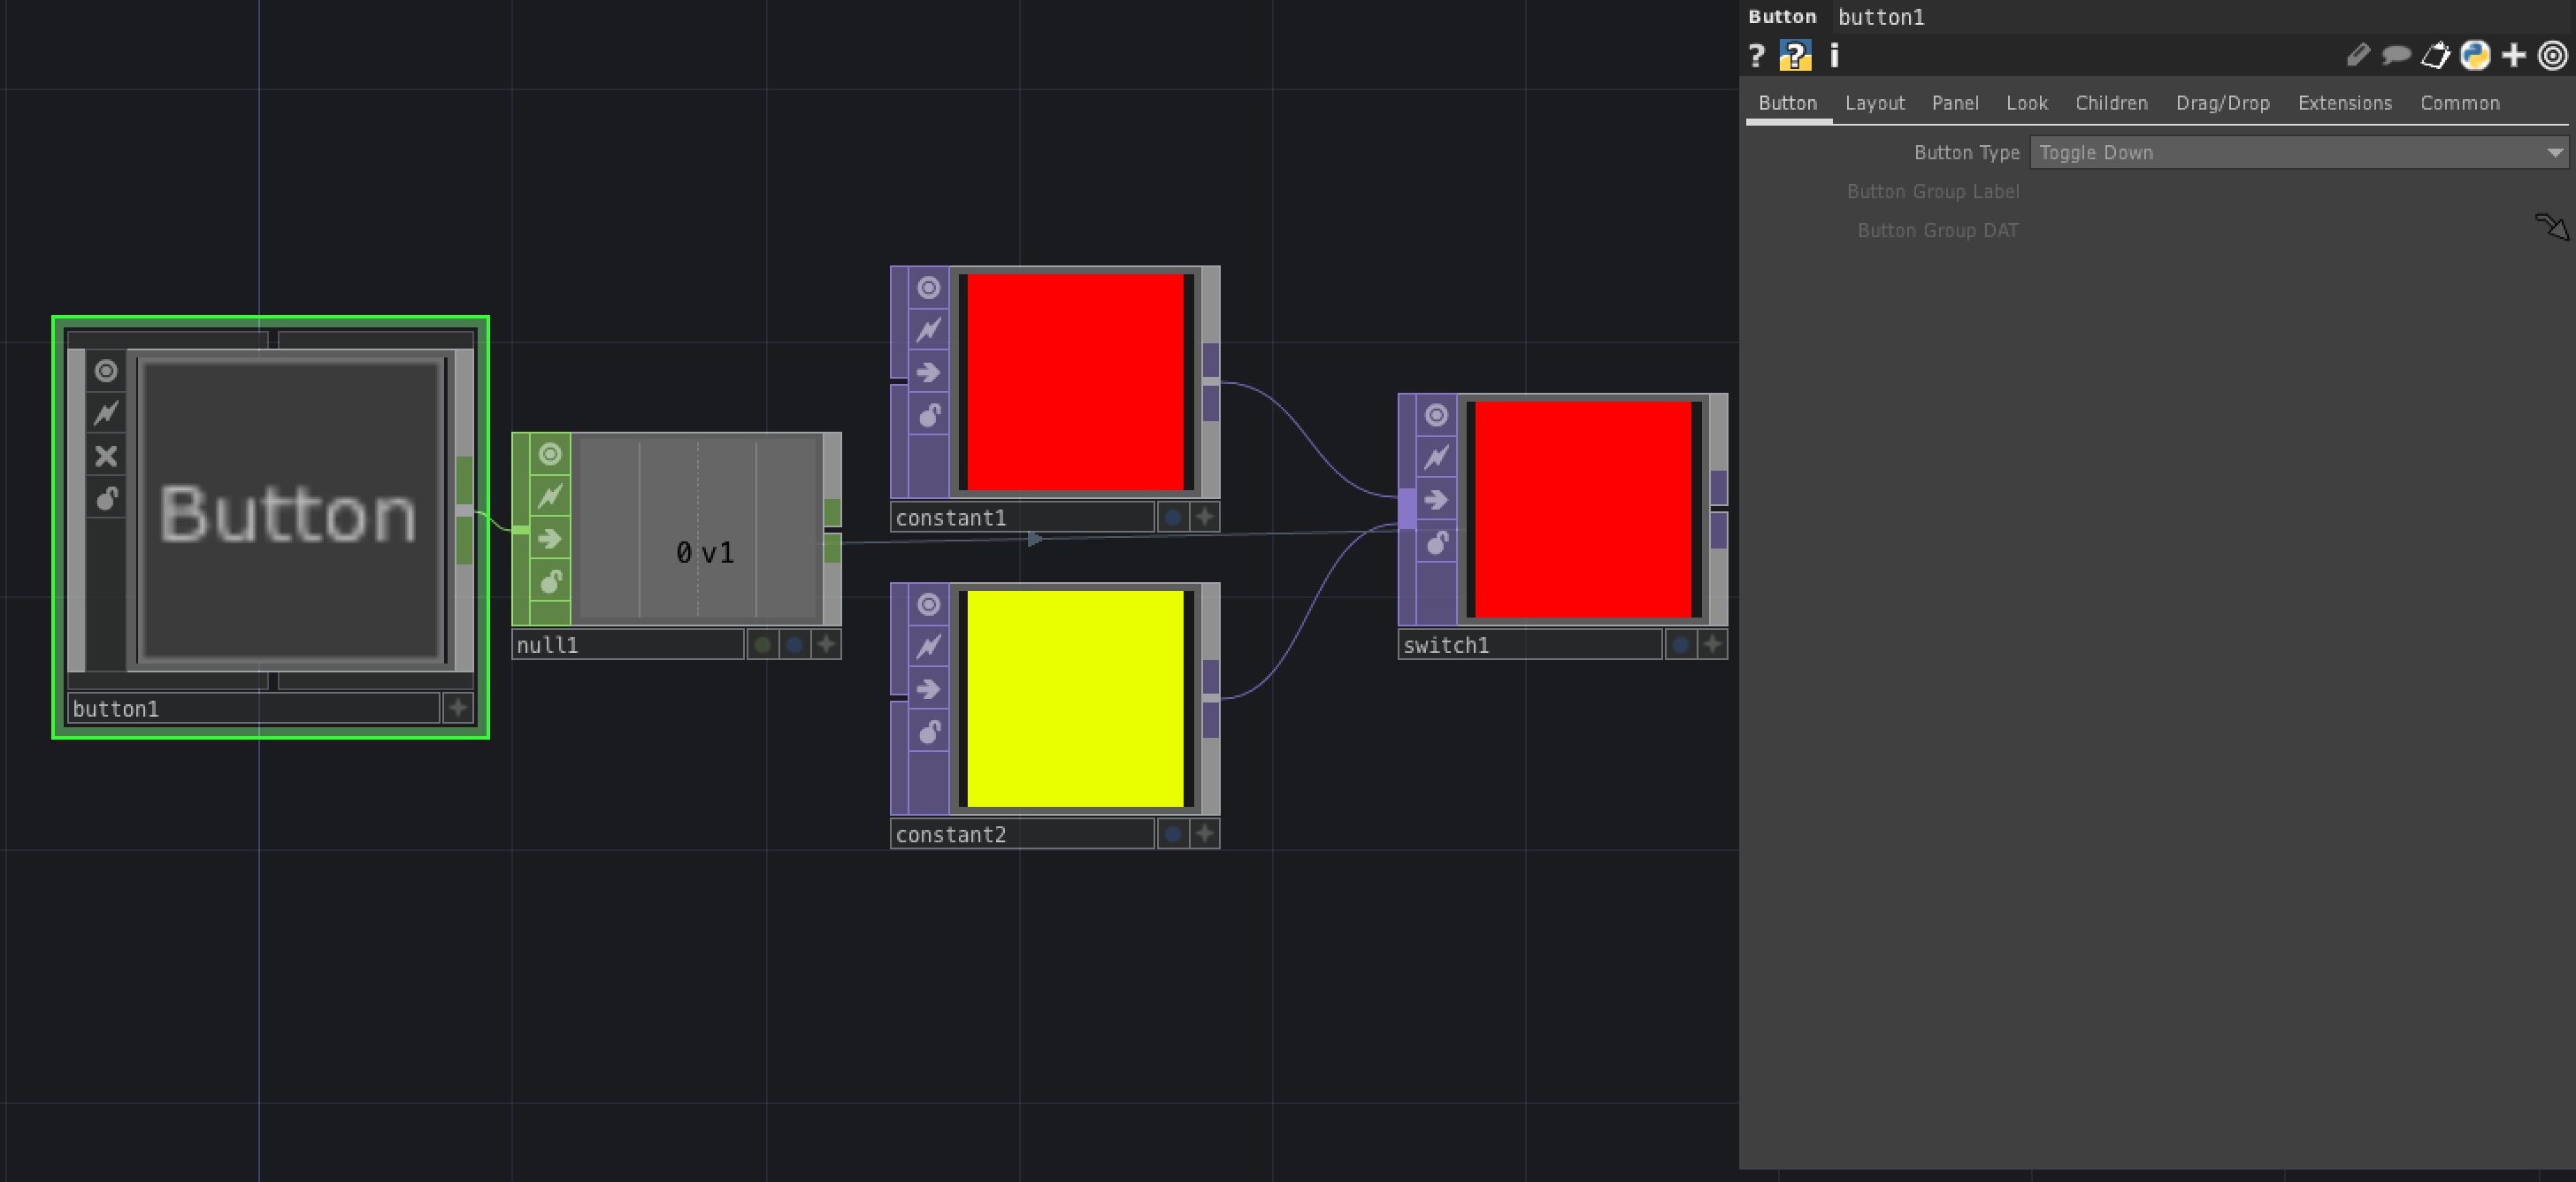 Button button1
? ? i
Button Layout Panel Look Children Drag/Drop Extensions Common
Button Type Toggle Down
Button Group Label
Button Group DAT
Button
button1
0 v1
null1
constant1
constant2
switch1